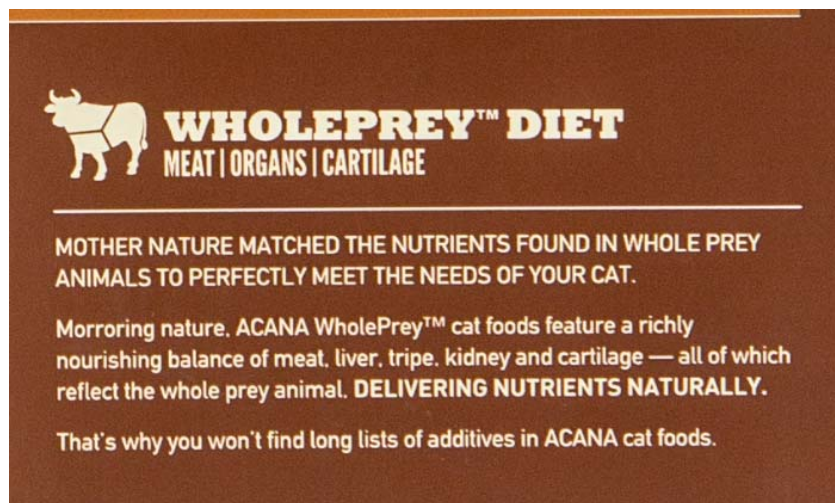 WHOLEPREY™ DIET
MEAT | ORGANS | CARTILAGE
MOTHER NATURE MATCHED THE NUTRIENTS FOUND IN WHOLE PREY
ANIMALS TO PERFECTLY MEET THE NEEDS OF YOUR CAT.
Morroring nature. ACANA WholePrey™ cat foods feature a richly
nourishing balance of meat. liver. tripe. kidney and cartilage — all of which
reflect the whole prey animal. DELIVERING NUTRIENTS NATURALLY.
That's why you won't find long lists of additives in ACANA cat foods.